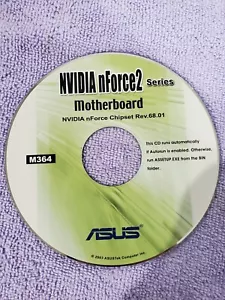 NVIDIA nForce2 Series
Motherboard
NVIDIA nForce Chipset Rev.68.01
This CD runs automatically
if Autorun is enabled. Otherwise,
run ASSETUP.EXE from the BIN
folder.
M364
ASUS
© 2003 ASUSTek Computer Inc.